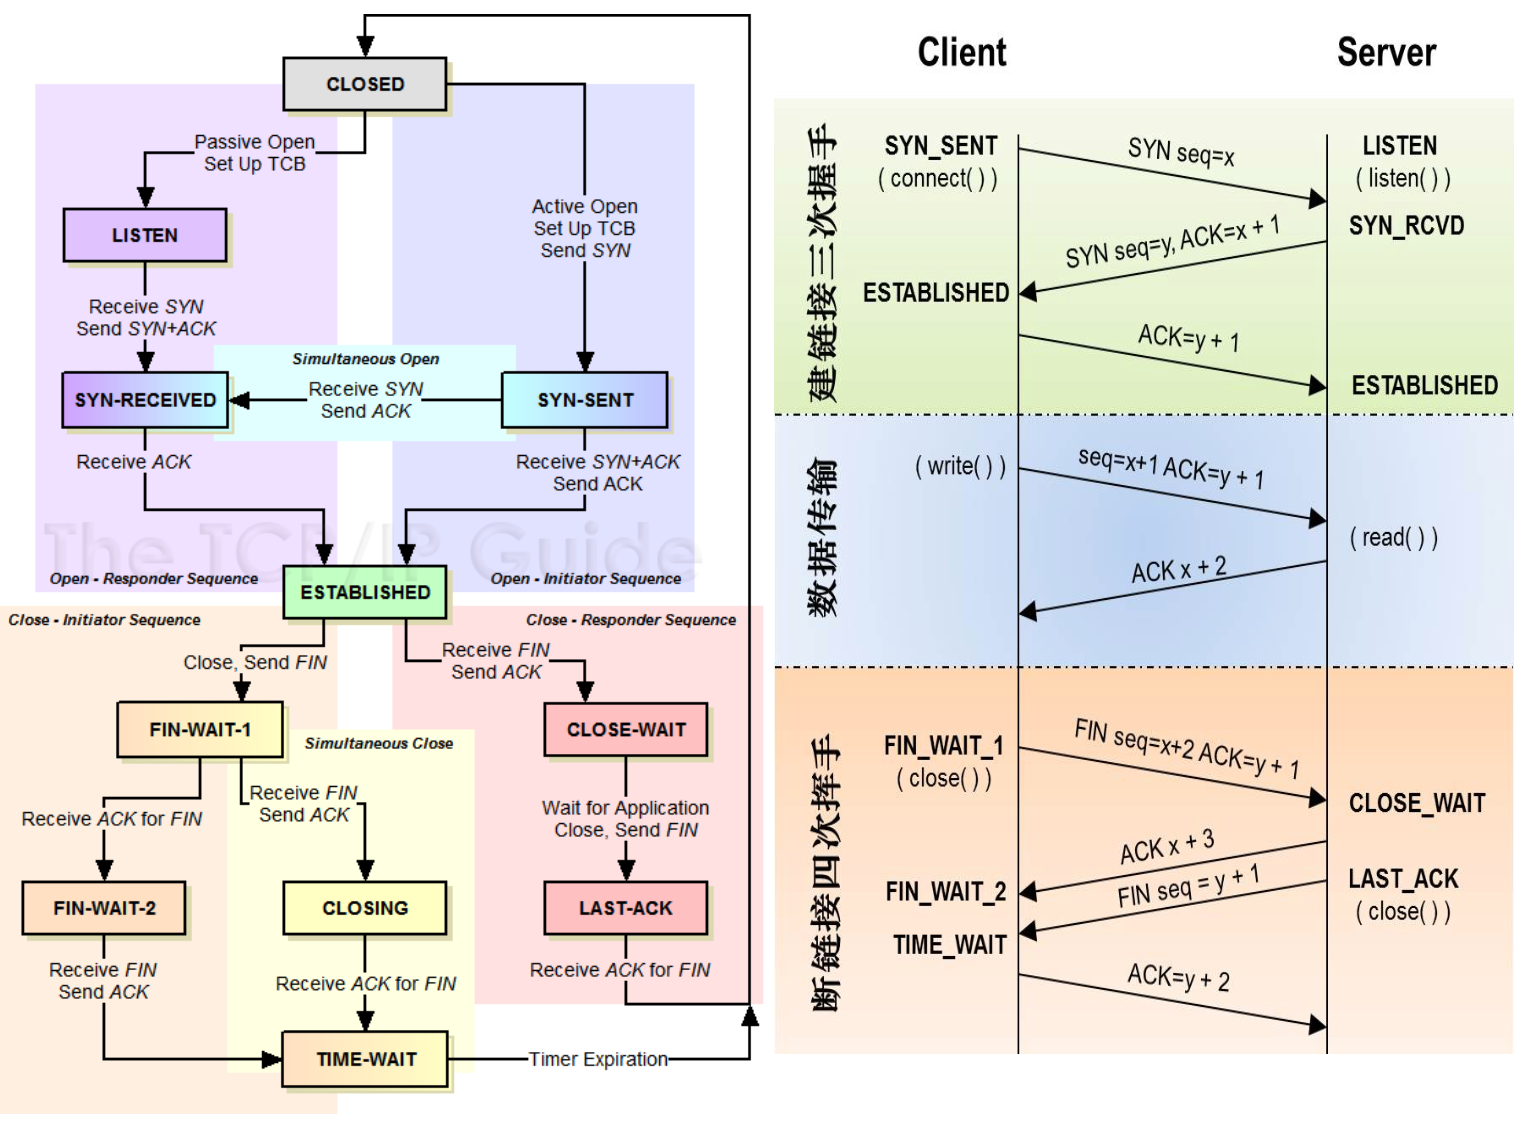 CLOSED
Passive Open
Set Up TCB
LISTEN
Active Open
Set Up TCB
Send SYN
Receive SYN
Send SYN+ACK
Simultaneous Open
SYN-RECEIVED
Receive SYN
Send ACK
SYN-SENT
Receive ACK
Receive SYN+ACK
Send ACK
The TCP/IP Guide
Open - Responder Sequence
ESTABLISHED
Open - Initiator Sequence
Close - Initiator Sequence
Close - Responder Sequence
Close, Send FIN
Receive FIN
Send ACK
FIN-WAIT-1
Simultaneous Close
CLOSE-WAIT
Receive ACK for FIN
Receive FIN
Send ACK
Wait for Application
Close, Send FIN
FIN-WAIT-2
CLOSING
LAST-ACK
Receive FIN
Send ACK
Receive ACK for FIN
Receive ACK for FIN
TIME-WAIT
Timer Expiration
Client
Server
建链接三次握手
SYN_SENT
( connect( ) )
SYN seq=x
LISTEN
( listen( ) )
SYN_RCVD
SYN seq=y, ACK=x + 1
ESTABLISHED
ACK=y + 1
ESTABLISHED
数据传输
( write( ) )
seq=x+1 ACK=y + 1
( read( ) )
ACK x + 2
断链接四次挥手
FIN_WAIT_1
( close( ) )
FIN seq=x+2 ACK=y + 1
CLOSE_WAIT
ACK x + 3
FIN_WAIT_2
FIN seq = y + 1
LAST_ACK
( close( ) )
TIME_WAIT
ACK=y + 2